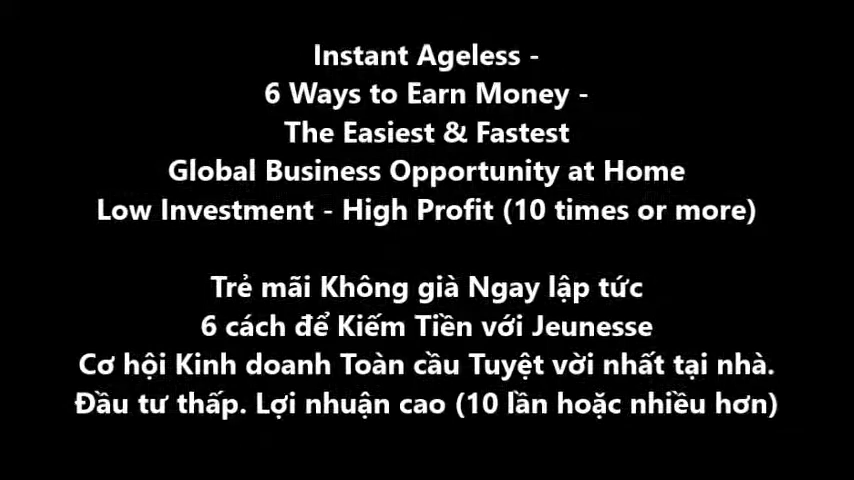 Instant Ageless -
6 Ways to Earn Money -
The Easiest & Fastest
Global Business Opportunity at Home
Low Investment - High Profit (10 times or more)
Trẻ mãi Không già Ngay lập tức
6 cách để Kiếm Tiền với Jeunesse
Cơ hội Kinh doanh Toàn cầu Tuyệt vời nhất tại nhà.
Đầu tư thấp. Lợi nhuận cao (10 lần hoặc nhiều hơn)